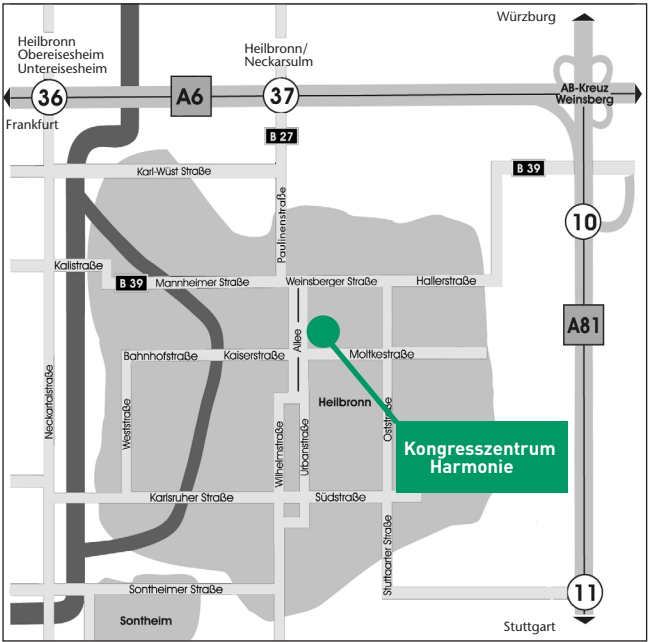 Würzburg
Heilbronn
Obereisesheim
Untereisesheim
Heilbronn/
Neckarsulm
36
A6
37
AB-Kreuz
Weinsberg
Frankfurt
B 27
Karl-Wüst Straße
B 39
Paulinenstraße
10
Kalistraße
B 39
Mannheimer Straße
Weinsberger Straße
Hallerstraße
A81
Allee
Bahnhofstraße
Kaiserstraße
Moltkestraße
Neckartalstraße
Weststraße
Heilbronn
Oststraße
Wilhelmstraße
Urbanstraße
Kongresszentrum
Harmonie
Karlsruher Straße
Südstraße
Stuttgarter Straße
Sontheimer Straße
11
Sontheim
Stuttgart